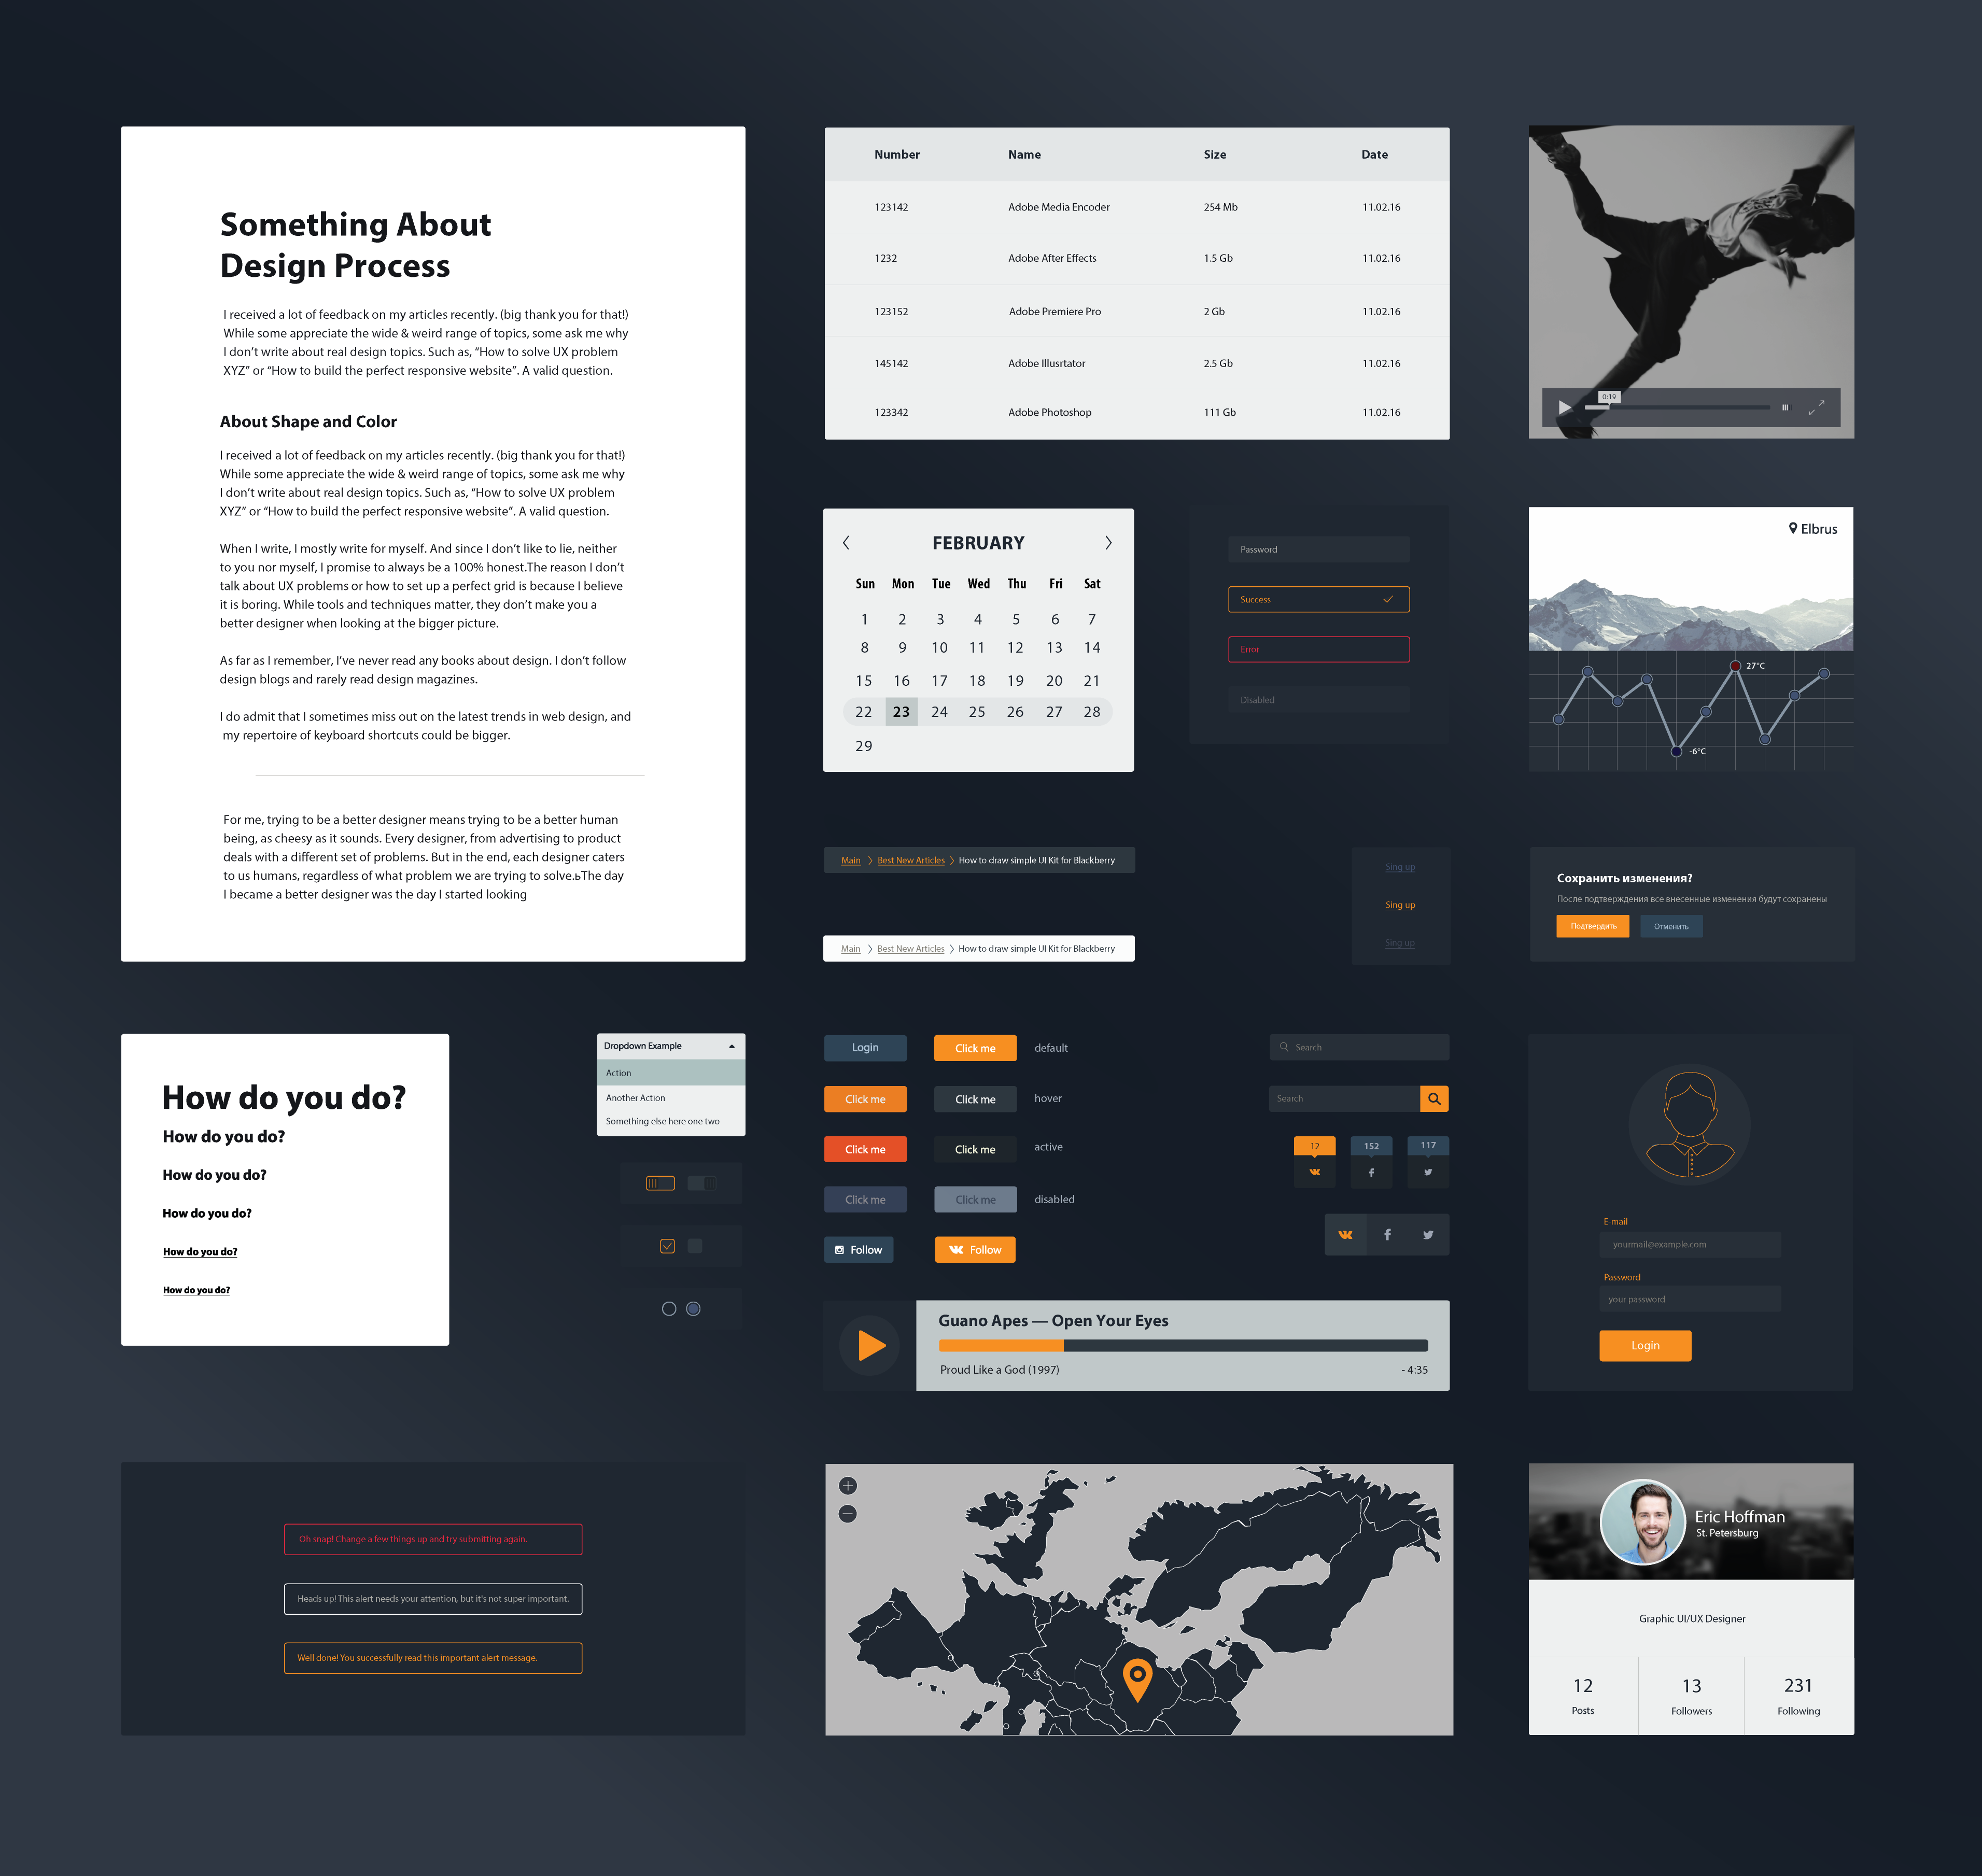 Something About
Design Process
I received a lot of feedback on my articles recently. (big thank you for that!)
While some appreciate the wide & weird range of topics, some ask me why
I don’t write about real design topics. Such as, “How to solve UX problem
XYZ” or “How to build the perfect responsive website”. A valid question.
About Shape and Color
I received a lot of feedback on my articles recently. (big thank you for that!)
While some appreciate the wide & weird range of topics, some ask me why
I don’t write about real design topics. Such as, “How to solve UX problem
XYZ” or “How to build the perfect responsive website”. A valid question.
When I write, I mostly write for myself. And since I don’t like to lie, neither
to you nor myself, I promise to always be a 100% honest.The reason I don’t
talk about UX problems or how to set up a perfect grid is because I believe
it is boring. While tools and techniques matter, they don’t make you a
better designer when looking at the bigger picture.
As far as I remember, I’ve never read any books about design. I don’t follow
design blogs and rarely read design magazines.
I do admit that I sometimes miss out on the latest trends in web design, and
my repertoire of keyboard shortcuts could be bigger.
For me, trying to be a better designer means trying to be a better human
being, as cheesy as it sounds. Every designer, from advertising to product
deals with a different set of problems. But in the end, each designer caters
to us humans, regardless of what problem we are trying to solve.ьThe day
I became a better designer was the day I started looking
Number Name Size Date
123142 Adobe Media Encoder 254 Mb 11.02.16
1232 Adobe After Effects 1.5 Gb 11.02.16
123152 Adobe Premiere Pro 2 Gb 11.02.16
145142 Adobe Illusrtator 2.5 Gb 11.02.16
123342 Adobe Photoshop 111 Gb 11.02.16
0:19
FEBRUARY
Sun Mon Tue Wed Thu Fri Sat
1 2 3 4 5 6 7
8 9 10 11 12 13 14
15 16 17 18 19 20 21
22 23 24 25 26 27 28
29
Password
Success
Error
Disabled
Elbrus
27°C
-6°C
Main Best New Articles How to draw simple UI Kit for Blackberry
Main Best New Articles How to draw simple UI Kit for Blackberry
Sing up
Sing up
Sing up
Сохранить изменения?
После подтверждения все внесенные изменения будут сохранены
Подтвердить Отменить
How do you do?
How do you do?
How do you do?
How do you do?
How do you do?
How do you do?
Dropdown Example
Action
Another Action
Something else here one two
Login Click me default
Click me Click me hover
Click me Click me active
Click me Click me disabled
Follow Follow
Search
Search
12 152 117
Guano Apes — Open Your Eyes
Proud Like a God (1997) - 4:35
E-mail
yourmail@example.com
Password
your password
Login
Oh snap! Change a few things up and try submitting again.
Heads up! This alert needs your attention, but it's not super important.
Well done! You successfully read this important alert message.
Eric Hoffman
St. Petersburg
Graphic UI/UX Designer
12 13 231
Posts Followers Following